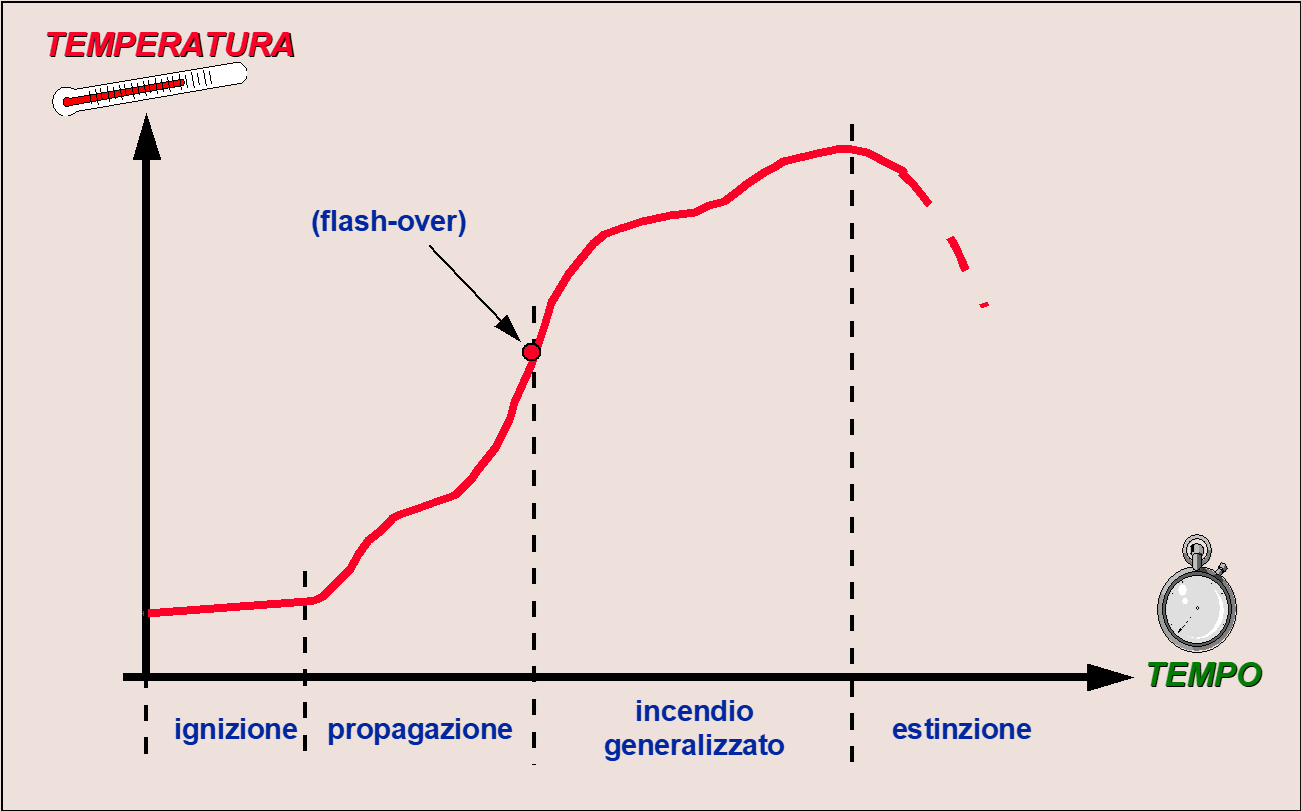 TEMPERATURA
(flash-over)
TEMPO
ignizione
propagazione
incendio
generalizzato
estinzione